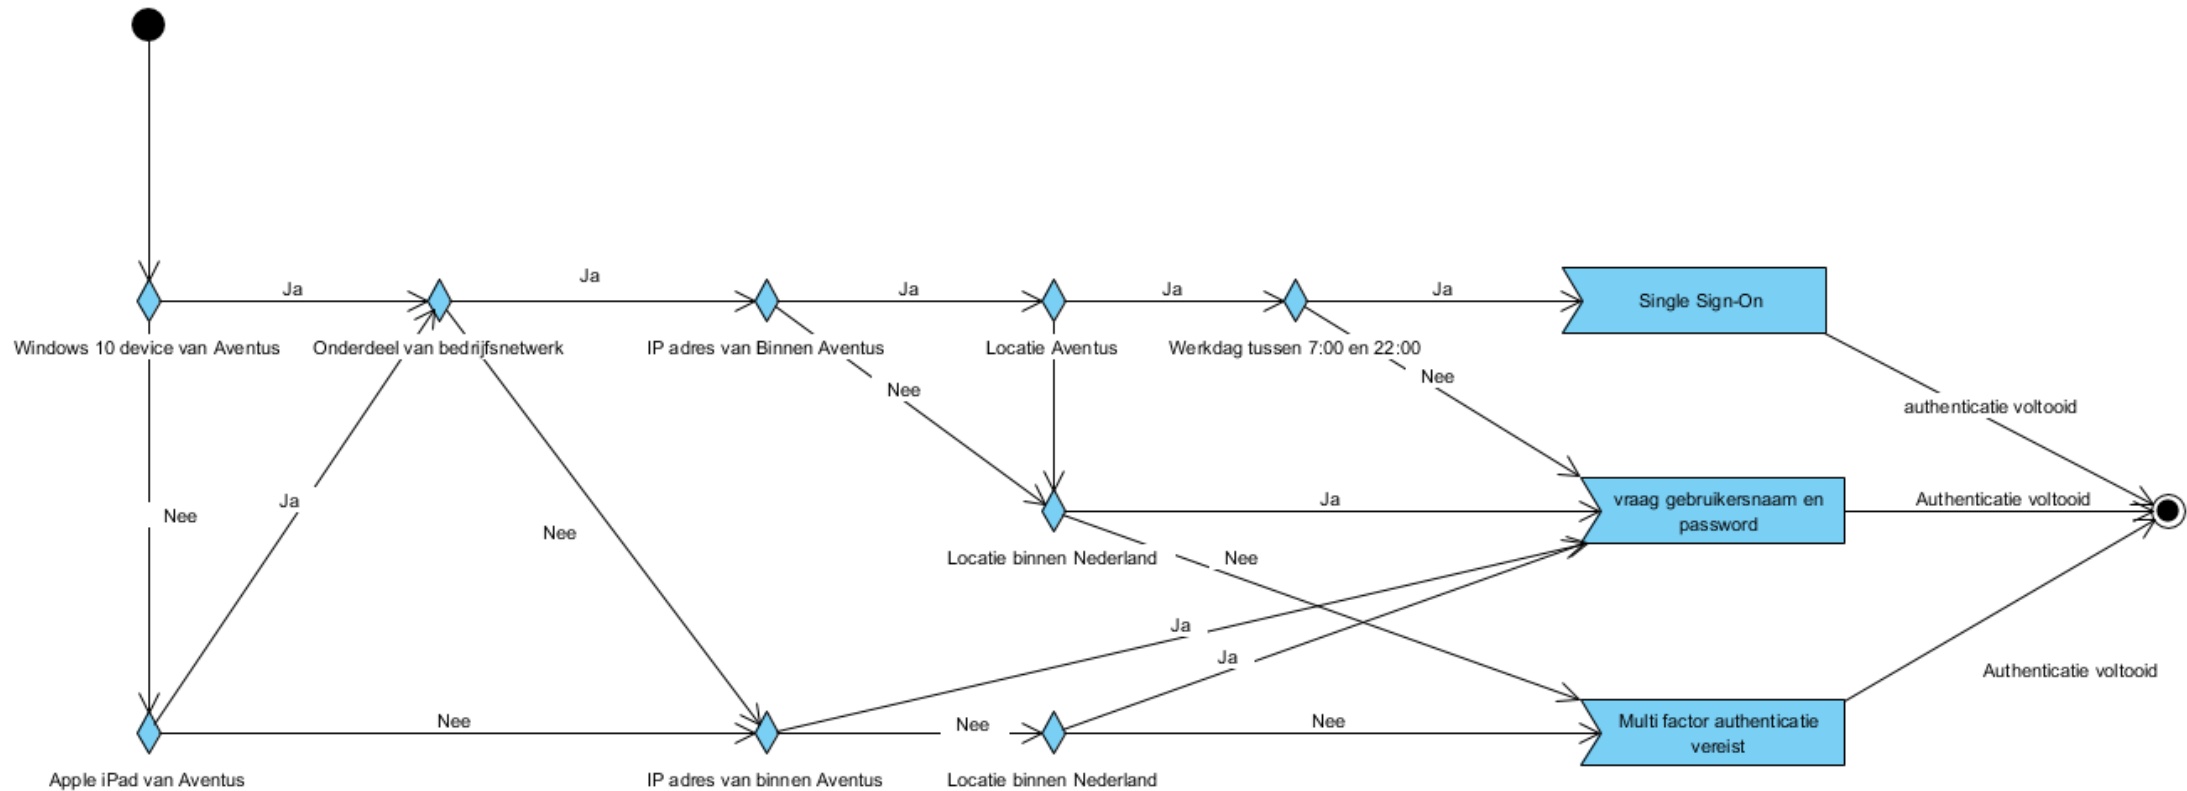 Ja
Ja
Ja
Ja
Ja
Single Sign-On
Windows 10 device van Aventus
Onderdeel van bedrijfsnetwerk
IP adres van Binnen Aventus
Locatie Aventus
Werkdag tussen 7:00 en 22:00
Nee
Nee
authenticatie voltooid
Nee
Ja
Nee
Ja
vraag gebruikersnaam en
password
Authenticatie voltooid
Locatie binnen Nederland
Nee
Ja
Ja
Authenticatie voltooid
Nee
Nee
Nee
Multi factor authenticatie
vereist
Apple iPad van Aventus
IP adres van binnen Aventus
Locatie binnen Nederland